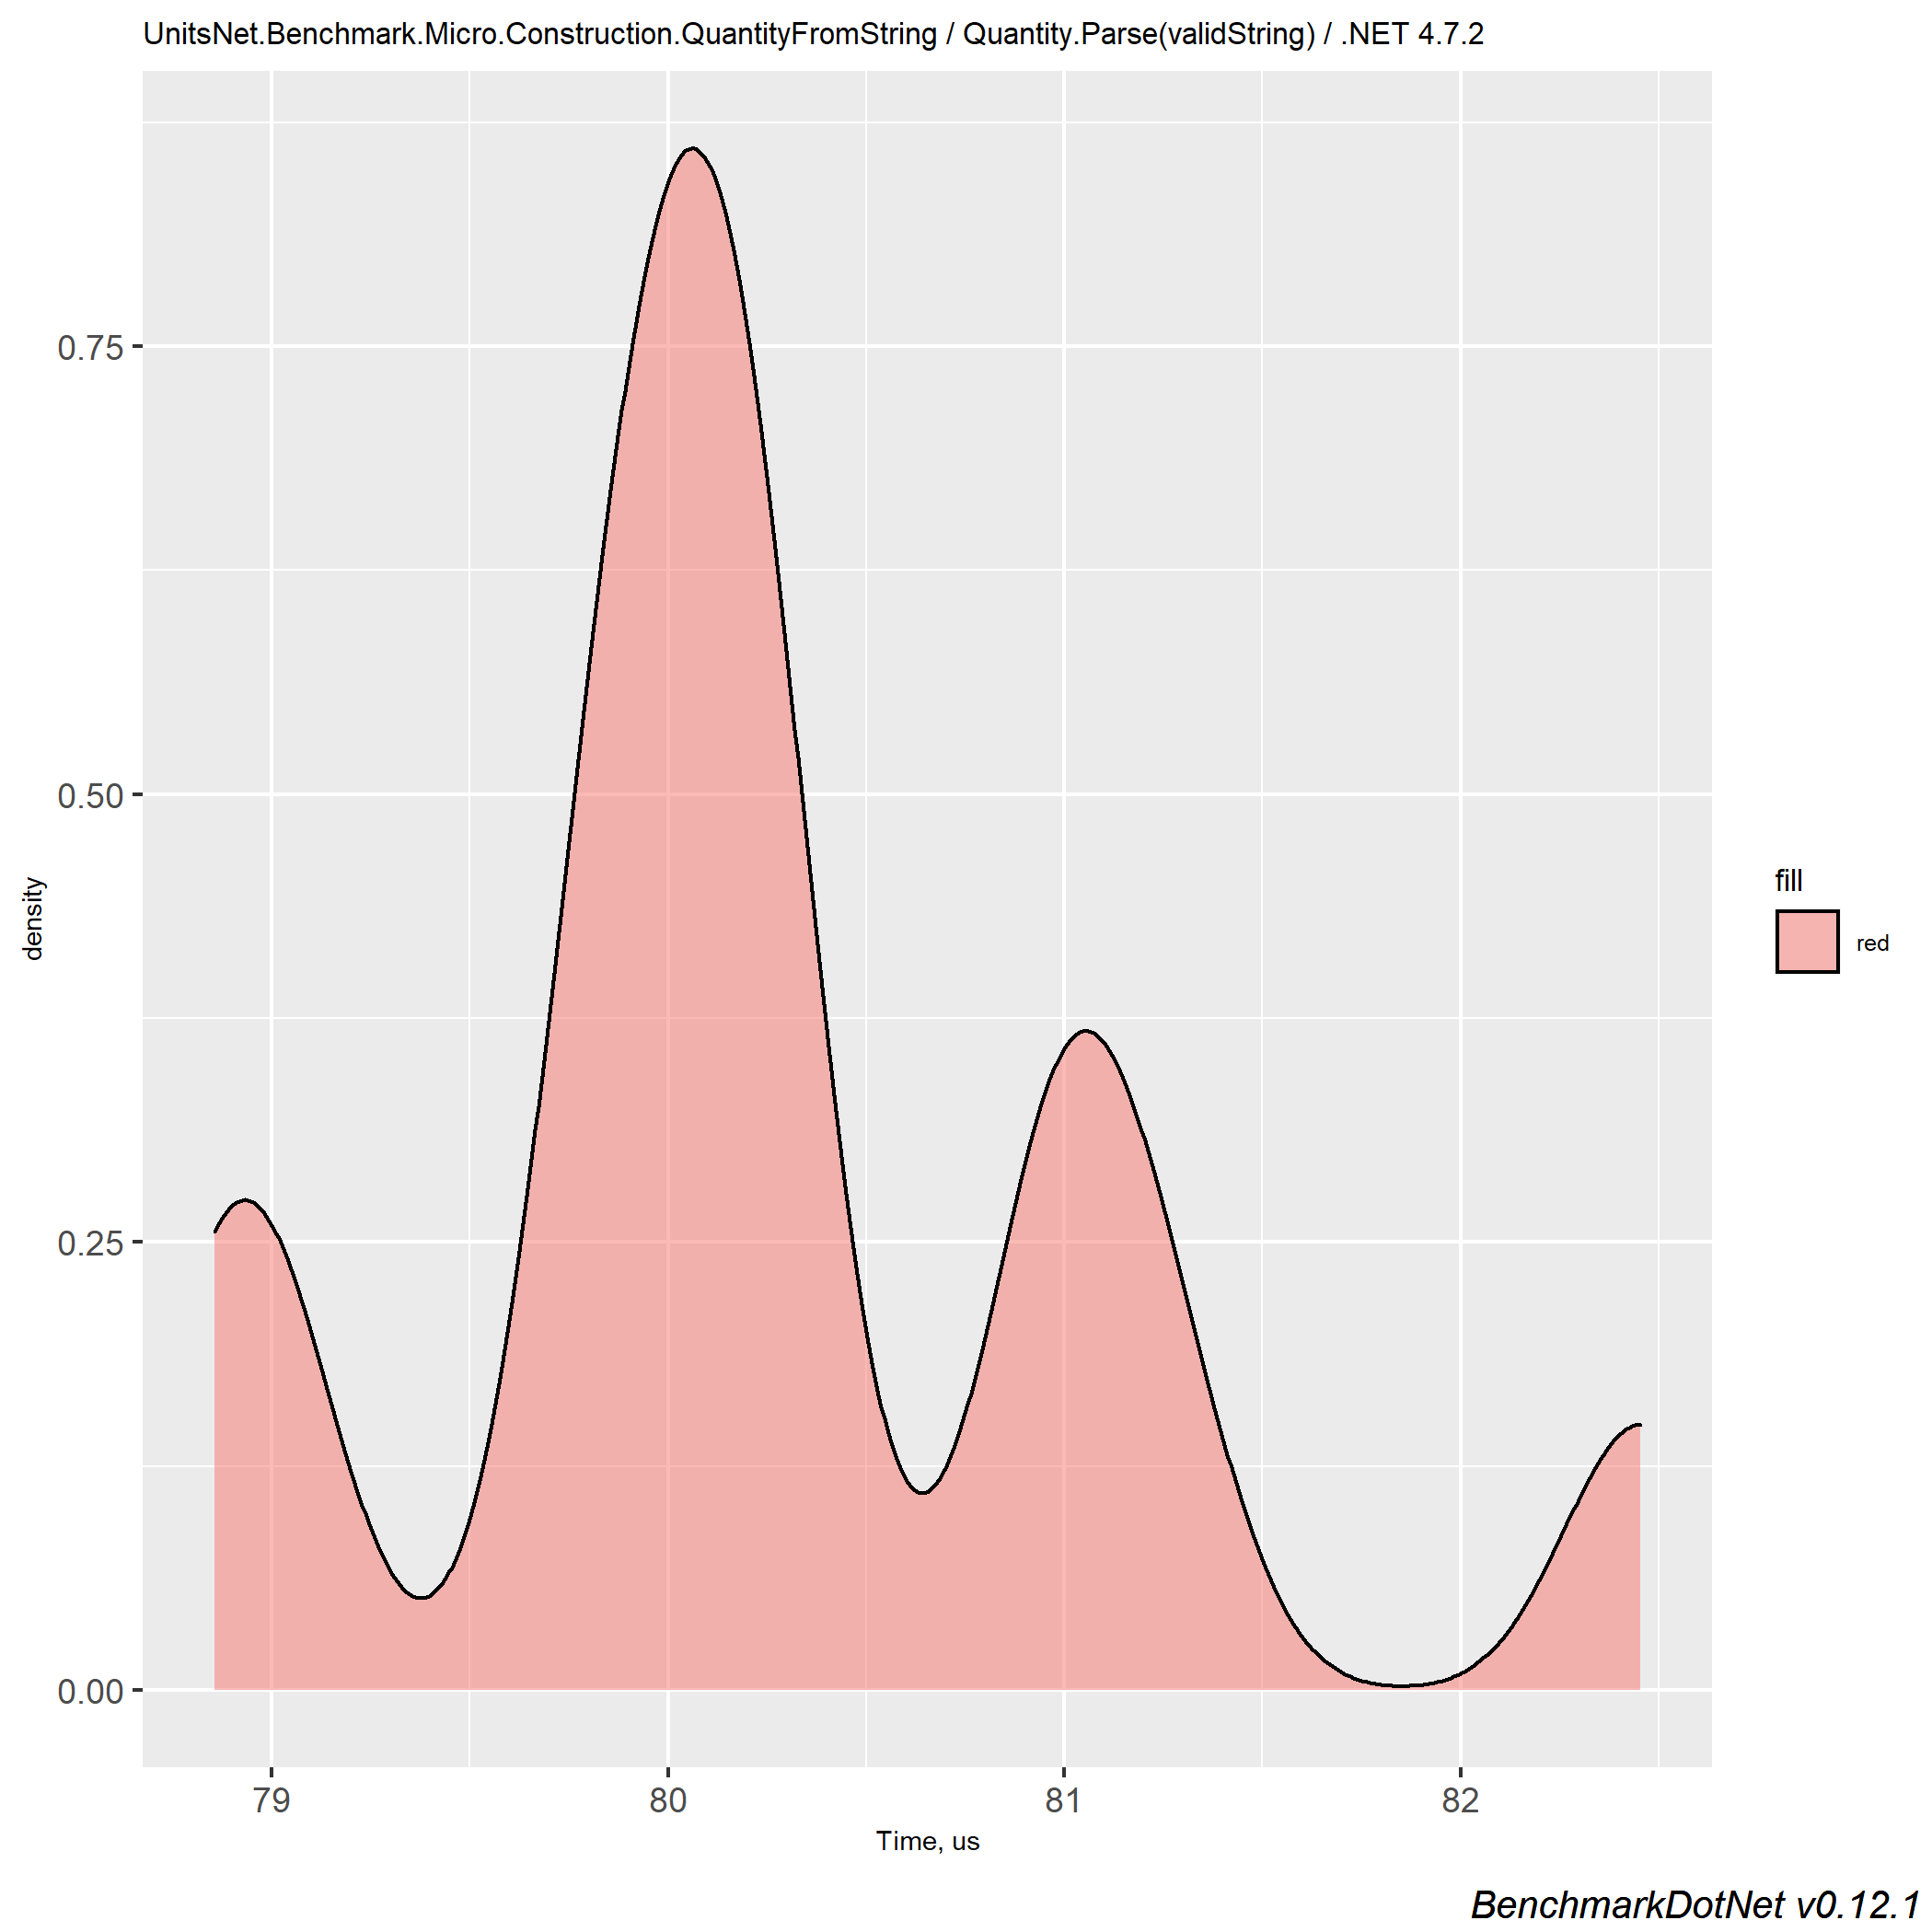 UnitsNet.Benchmark.Micro.Construction.QuantityFromString / Quantity.Parse(validString) / .NET 4.7.2
0.75
0.50
0.25
0.00
density
79 80 81 82
Time, us
fill
red
BenchmarkDotNet v0.12.1